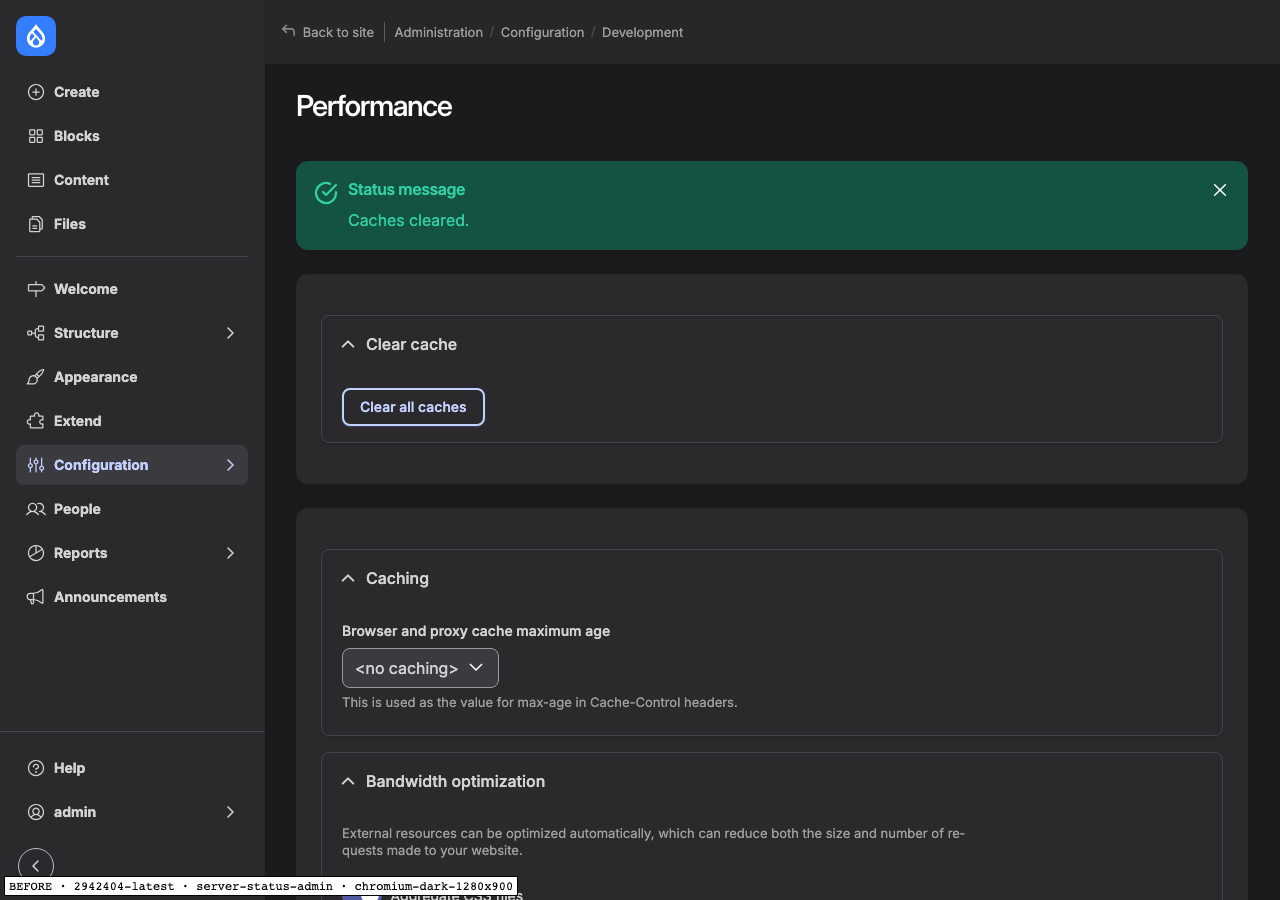 Back to site
Administration / Configuration / Development
Create
Blocks
Content
Files
Welcome
Structure
Appearance
Extend
Configuration
People
Reports
Announcements
Help
admin
Performance
Status message
Caches cleared.
Clear cache
Clear all caches
Caching
Browser and proxy cache maximum age
<no caching>
This is used as the value for max-age in Cache-Control headers.
Bandwidth optimization
External resources can be optimized automatically, which can reduce both the size and number of re-
quests made to your website.
Aggregate CSS files
BEFORE · 2942404-latest · server-status-admin · chromium-dark-1280x900